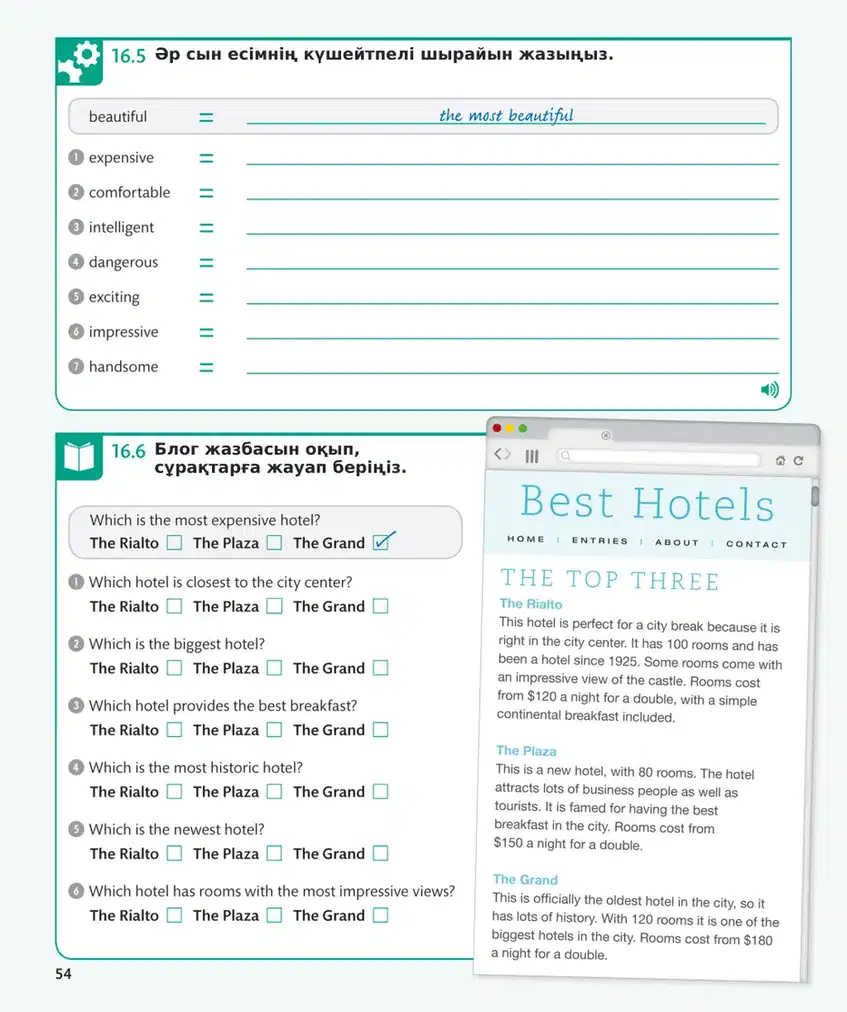 16.5 Әр сын есімнің күшейтпелі шырайын жазыңыз.
beautiful = the most beautiful
1 expensive =
2 comfortable =
3 intelligent =
4 dangerous =
5 exciting =
6 impressive =
7 handsome =
16.6 Блог жазбасын оқып,
сұрақтарға жауап беріңіз.
Which is the most expensive hotel?
The Rialto The Plaza The Grand
1 Which hotel is closest to the city center?
The Rialto The Plaza The Grand
2 Which is the biggest hotel?
The Rialto The Plaza The Grand
3 Which hotel provides the best breakfast?
The Rialto The Plaza The Grand
4 Which is the most historic hotel?
The Rialto The Plaza The Grand
5 Which is the newest hotel?
The Rialto The Plaza The Grand
6 Which hotel has rooms with the most impressive views?
The Rialto The Plaza The Grand
Best Hotels
HOME | ENTRIES | ABOUT | CONTACT
THE TOP THREE
The Rialto
This hotel is perfect for a city break because it is
right in the city center. It has 100 rooms and has
been a hotel since 1925. Some rooms come with
an impressive view of the castle. Rooms cost
from $120 a night for a double, with a simple
continental breakfast included.
The Plaza
This is a new hotel, with 80 rooms. The hotel
attracts lots of business people as well as
tourists. It is famed for having the best
breakfast in the city. Rooms cost from
$150 a night for a double.
The Grand
This is officially the oldest hotel in the city, so it
has lots of history. With 120 rooms it is one of the
biggest hotels in the city. Rooms cost from $180
a night for a double.
54